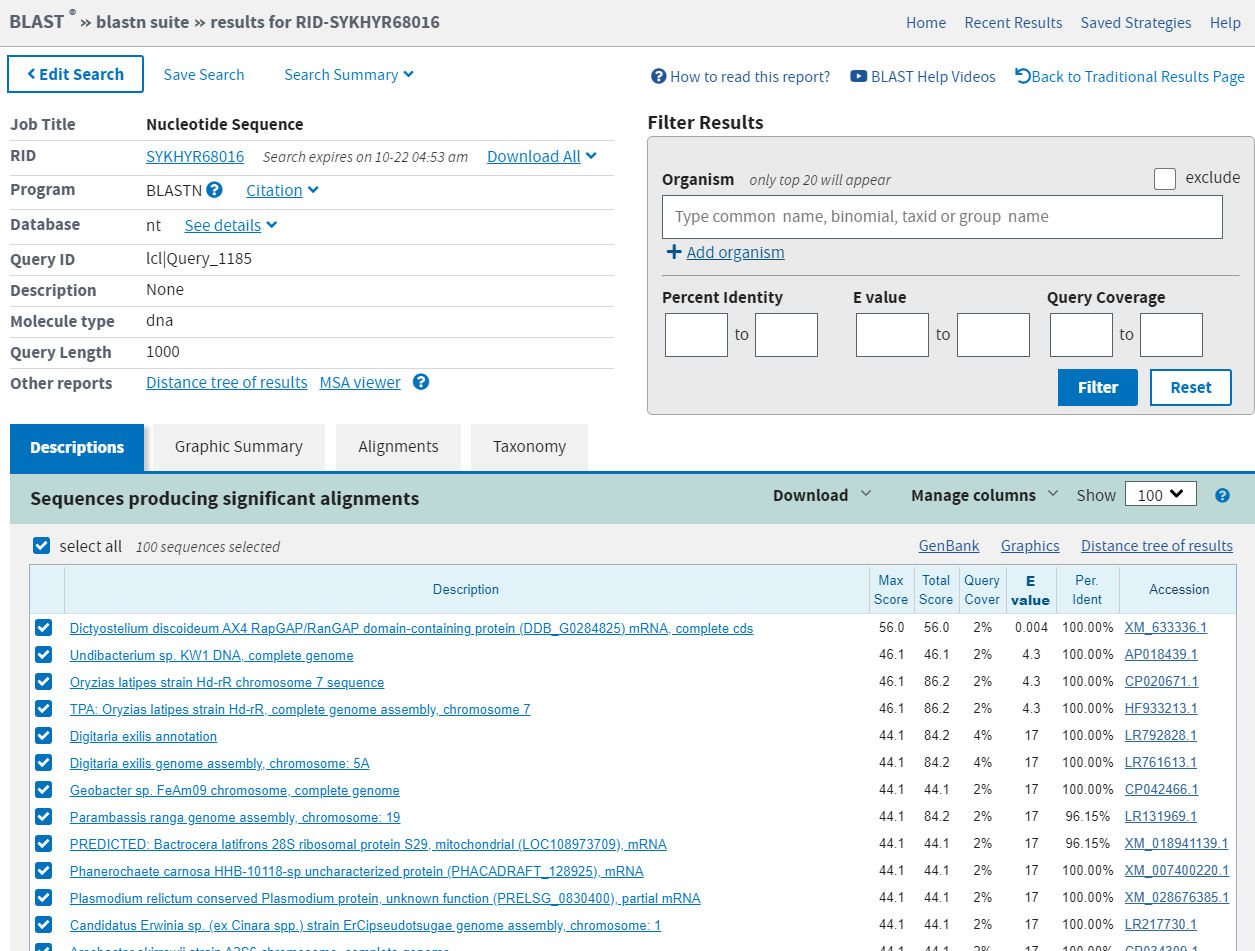 BLAST ® » blastn suite » results for RID-SYKHYR68016
Home Recent Results Saved Strategies Help
Edit Search Save Search Search Summary
How to read this report? BLAST Help Videos Back to Traditional Results Page
Job Title Nucleotide Sequence
RID SYKHYR68016 Search expires on 10-22 04:53 am Download All
Program BLASTN Citation
Database nt See details
Query ID lcl|Query_1185
Description None
Molecule type dna
Query Length 1000
Other reports Distance tree of results MSA viewer
Filter Results
Organism only top 20 will appear exclude
Type common name, binomial, taxid or group name
Add organism
Percent Identity E value Query Coverage
to to to
Filter Reset
Descriptions Graphic Summary Alignments Taxonomy
Sequences producing significant alignments Download Manage columns Show 100
select all 100 sequences selected GenBank Graphics Distance tree of results
Description Max Score Total Score Query Cover E value Per. Ident Accession
Dictyostelium discoideum AX4 RapGAP/RanGAP domain-containing protein (DDB_G0284825) mRNA, complete cds 56.0 56.0 2% 0.004 100.00% XM_633336.1
Undibacterium sp. KW1 DNA, complete genome 46.1 46.1 2% 4.3 100.00% AP018439.1
Oryzias latipes strain Hd-rR chromosome 7 sequence 46.1 86.2 2% 4.3 100.00% CP020671.1
TPA: Oryzias latipes strain Hd-rR, complete genome assembly, chromosome 7 46.1 86.2 2% 4.3 100.00% HF933213.1
Digitaria exilis annotation 44.1 84.2 4% 17 100.00% LR792828.1
Digitaria exilis genome assembly, chromosome: 5A 44.1 84.2 4% 17 100.00% LR761613.1
Geobacter sp. FeAm09 chromosome, complete genome 44.1 44.1 2% 17 100.00% CP042466.1
Parambassis ranga genome assembly, chromosome: 19 44.1 84.2 2% 17 96.15% LR131969.1
PREDICTED: Bactrocera latifrons 28S ribosomal protein S29, mitochondrial (LOC108973709), mRNA 44.1 44.1 2% 17 96.15% XM_018941139.1
Phanerochaete carnosa HHB-10118-sp uncharacterized protein (PHACADRAFT_128925), mRNA 44.1 44.1 2% 17 100.00% XM_007400220.1
Plasmodium relictum conserved Plasmodium protein, unknown function (PRELSG_0830400), partial mRNA 44.1 44.1 2% 17 100.00% XM_028676385.1
Candidatus Erwinia sp. (ex Cinara spp.) strain ErCipseudotsugae genome assembly, chromosome: 1 44.1 44.1 2% 17 100.00% LR217730.1